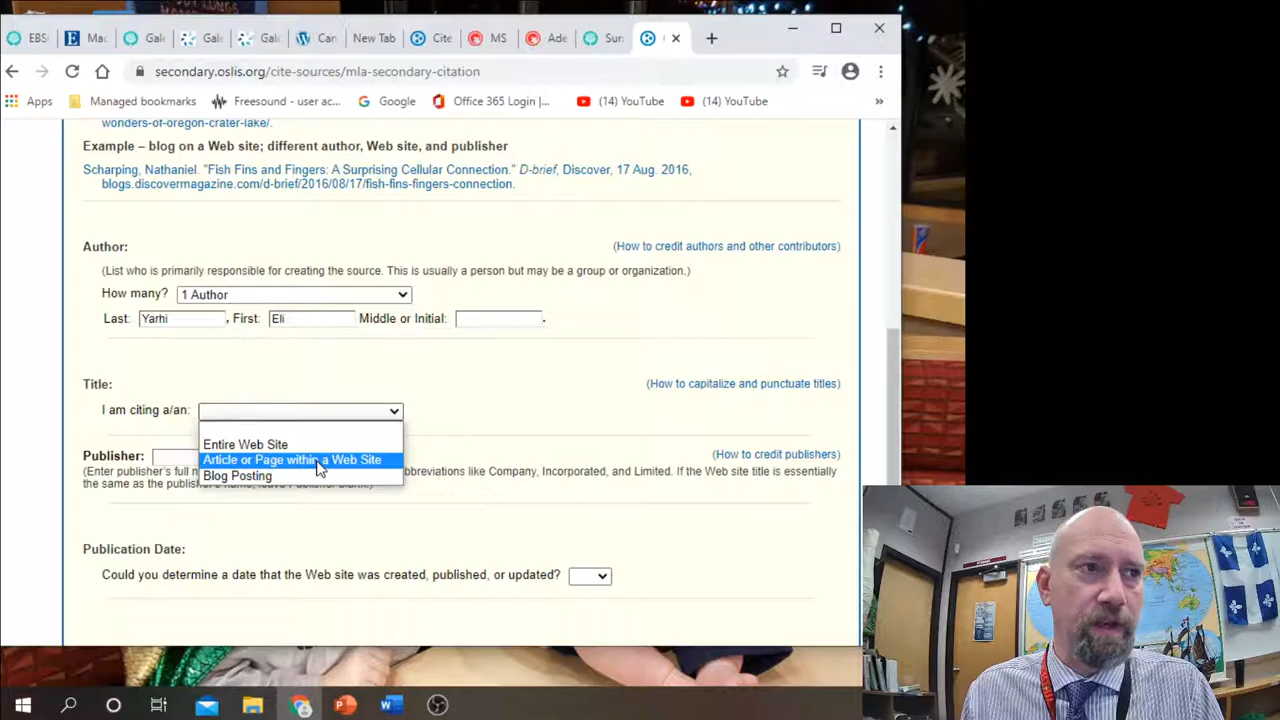 EBS
Mac
Gale
Gale
Gale
Can
New Tab
Cite
MS
Ade
Sur
secondary.oslis.org/cite-sources/mla-secondary-citation
Apps
Managed bookmarks
Freesound - user ac...
Google
Office 365 Login |...
(14) YouTube
(14) YouTube
»
wonders-of-oregon-crater-lake/.
Example – blog on a Web site; different author, Web site, and publisher
Scharping, Nathaniel. "Fish Fins and Fingers: A Surprising Cellular Connection." D-brief, Discover, 17 Aug. 2016,
blogs.discovermagazine.com/d-brief/2016/08/17/fish-fins-fingers-connection.
Author: (How to credit authors and other contributors)
(List who is primarily responsible for creating the source. This is usually a person but may be a group or organization.)
How many? 1 Author
Last: Yarhi , First: Eli Middle or Initial: .
Title: (How to capitalize and punctuate titles)
I am citing a/an:
Entire Web Site
Publisher: (How to credit publishers)
Article or Page within a Web Site
(Enter publisher's full n bbreviations like Company, Incorporated, and Limited. If the Web site title is essentially
Blog Posting
the same as the publisher's name, leave Publisher blank.)
Publication Date:
Could you determine a date that the Web site was created, published, or updated?